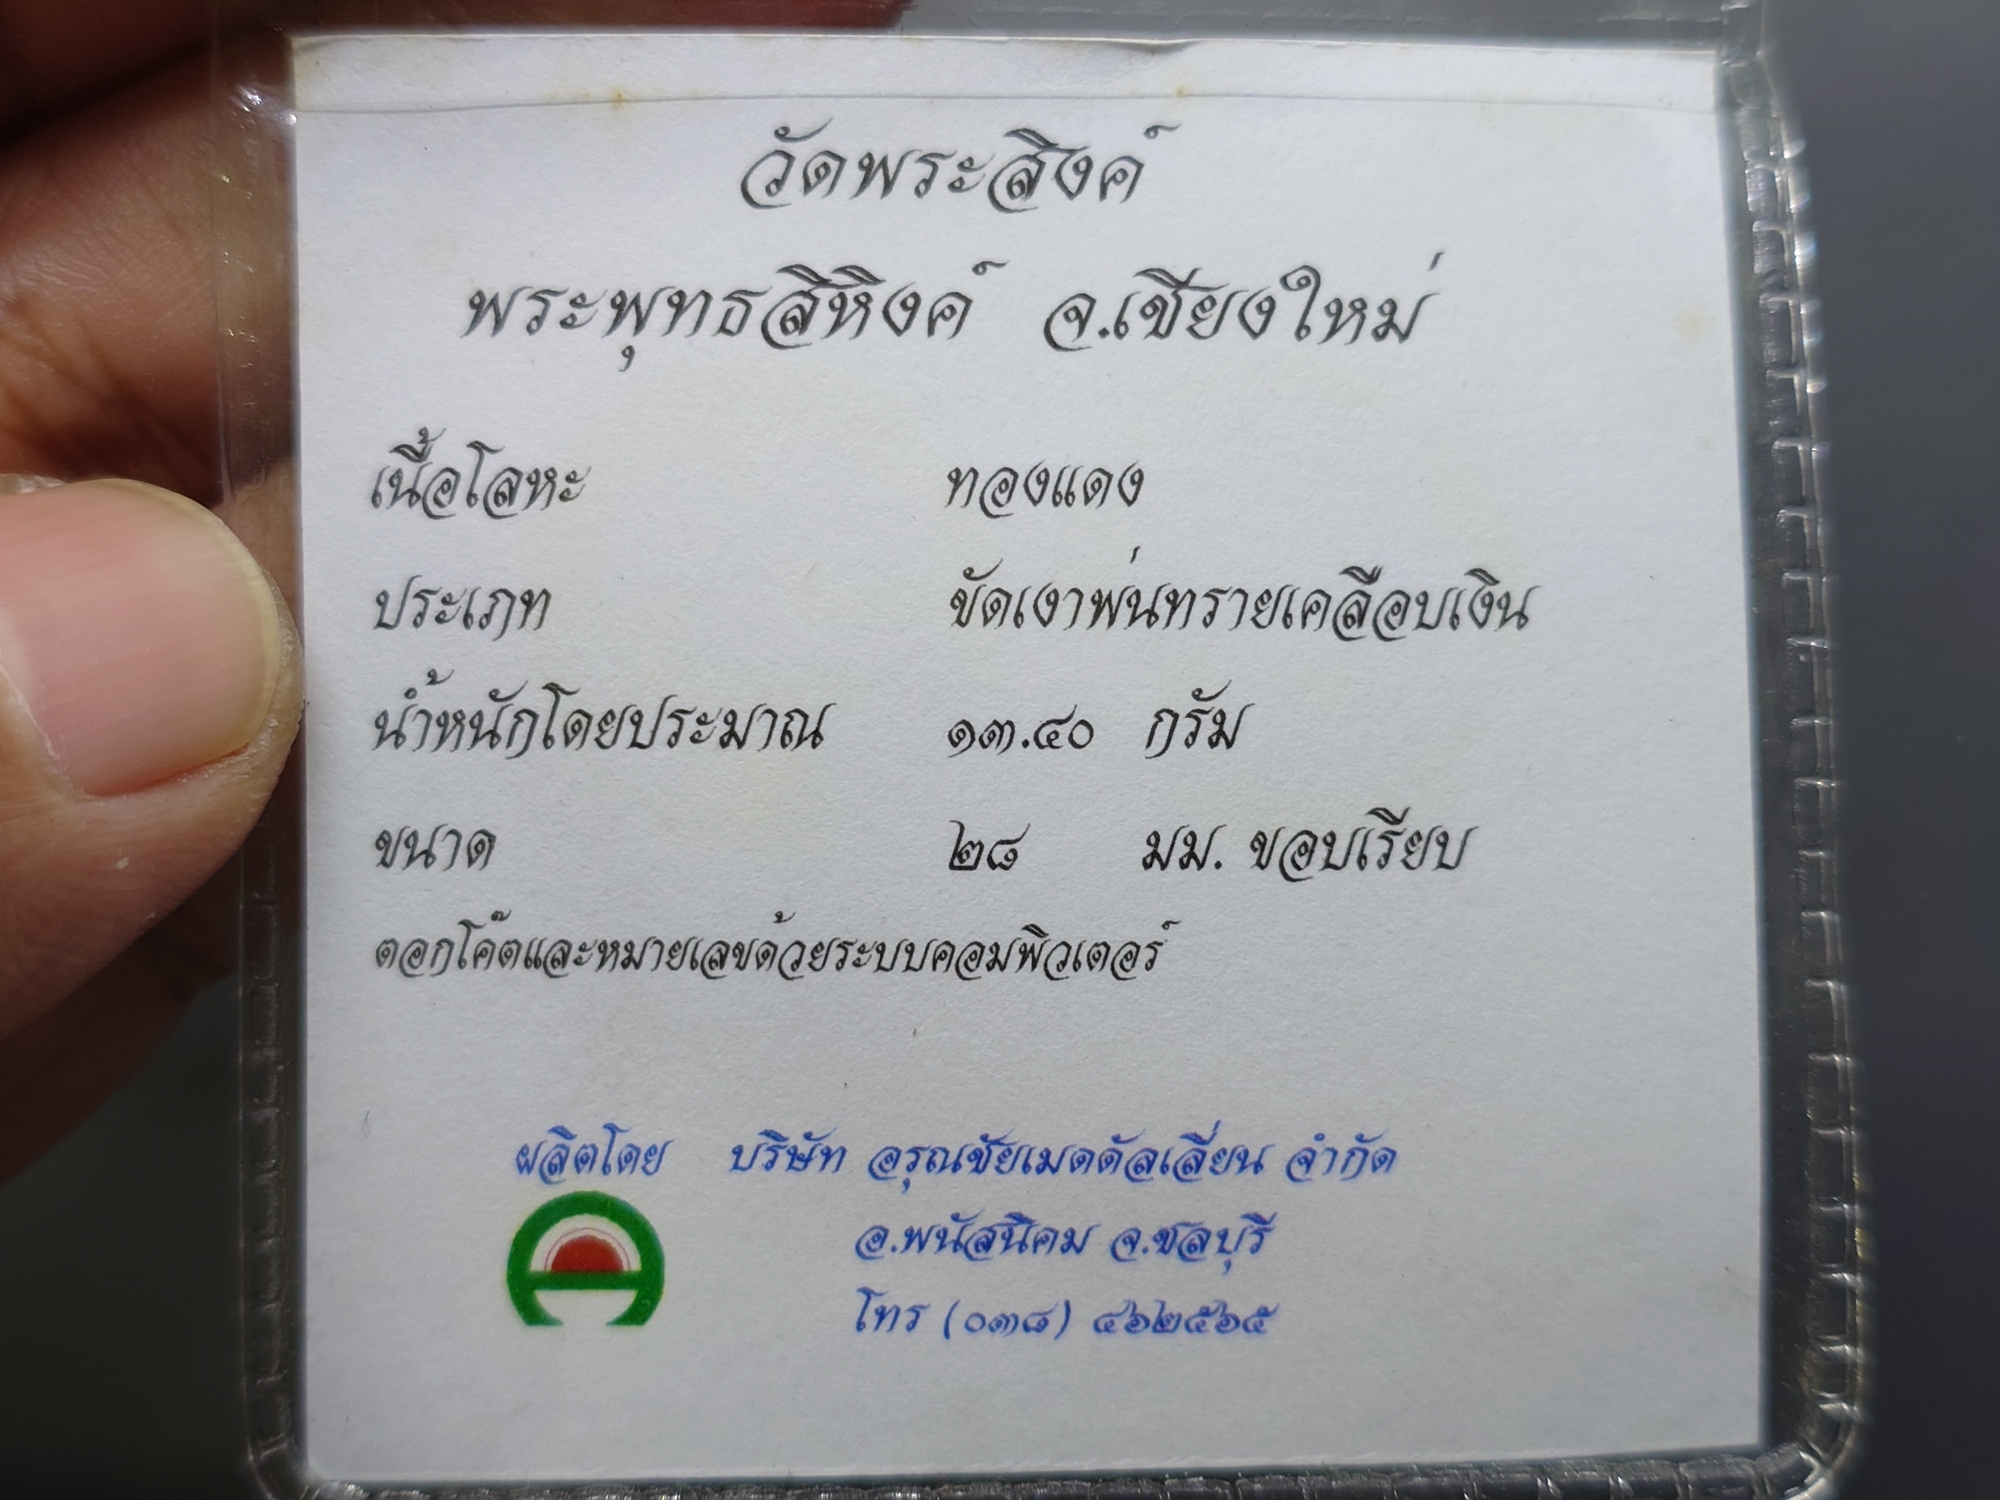 วัดพระสิงค์
พระพุทธสิหิงค์ จ.เชียงใหม่
เนื้อโลหะ ทองแดง
ประเภท ขัดเงาพ่นทรายเคลือบเงิน
น้ำหนักโดยประมาณ ๑๓.๔๐ กรัม
ขนาด ๒๘ มม. ขอบเรียบ
ตอกโค๊ตและหมายเลขด้วยระบบคอมพิวเตอร์
ผลิตโดย บริษัท อรุณชัยเมดดัลเลี่ยน จำกัด
อ.พนัสนิคม จ.ชลบุรี
โทร (๐๓๘) ๔๖๒๕๖๕